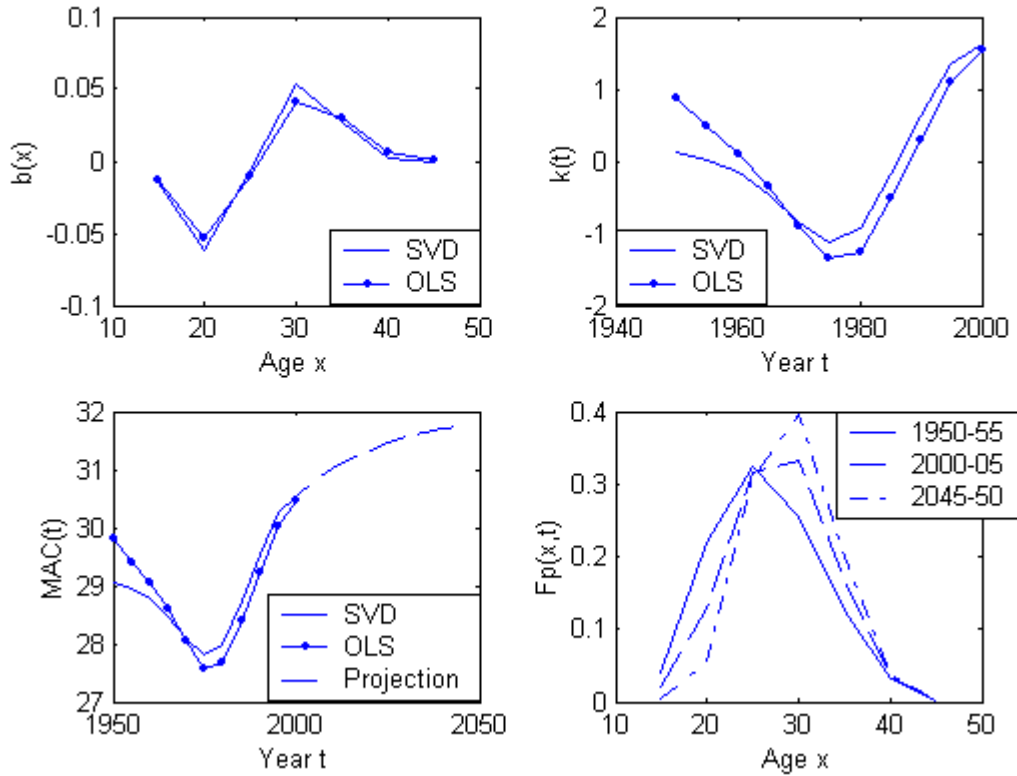 0.1
0.05
0
-0.05
-0.1
b(x)
SVD
OLS
10 20 30 40 50
Age x
2
1
0
-1
-2
k(t)
SVD
OLS
1940 1960 1980 2000
Year t
32
31
30
29
28
27
MAC(t)
SVD
OLS
Projection
1950 2000 2050
Year t
0.4
0.3
0.2
0.1
0
Fp(x,t)
1950-55
2000-05
2045-50
10 20 30 40 50
Age x